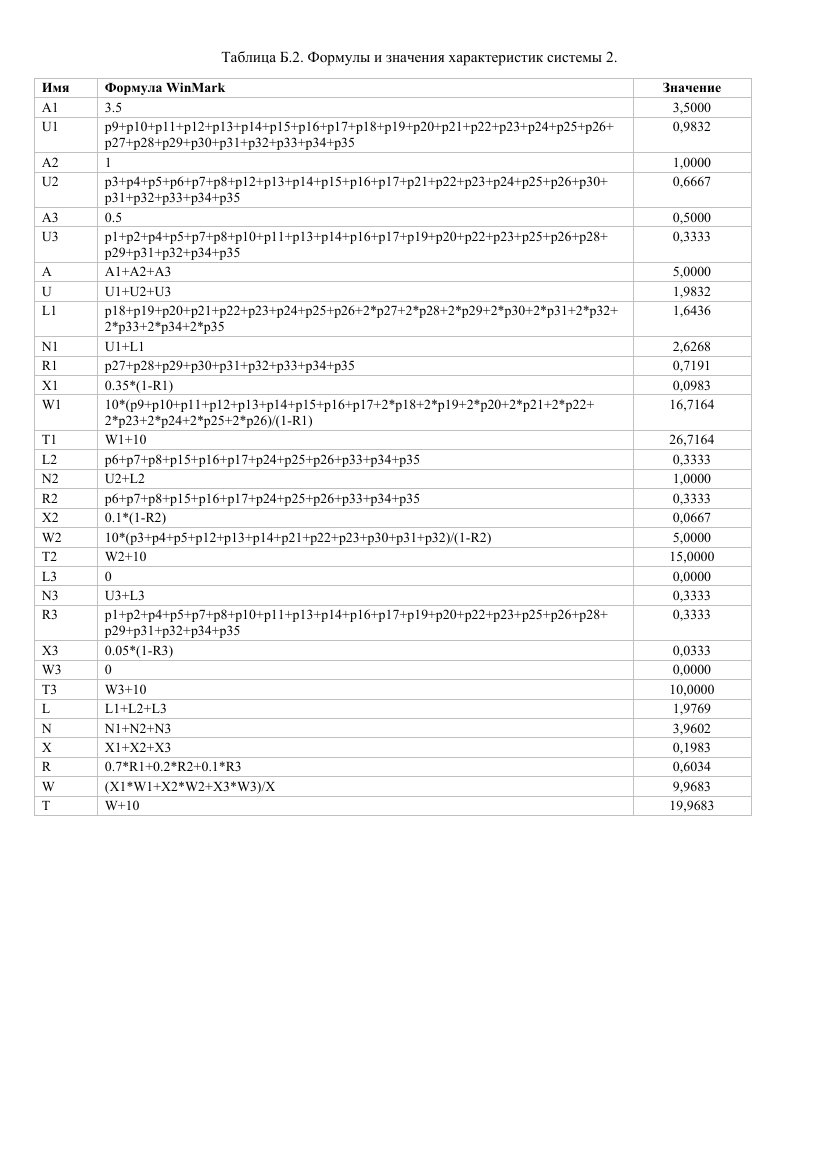 Таблица Б.2. Формулы и значения характеристик системы 2.
Имя Формула WinMark Значение
A1 3.5 3,5000
U1 p9+p10+p11+p12+p13+p14+p15+p16+p17+p18+p19+p20+p21+p22+p23+p24+p25+p26+ 0,9832
p27+p28+p29+p30+p31+p32+p33+p34+p35
A2 1 1,0000
U2 p3+p4+p5+p6+p7+p8+p12+p13+p14+p15+p16+p17+p21+p22+p23+p24+p25+p26+p30+ 0,6667
p31+p32+p33+p34+p35
A3 0.5 0,5000
U3 p1+p2+p4+p5+p7+p8+p10+p11+p13+p14+p16+p17+p19+p20+p22+p23+p25+p26+p28+ 0,3333
p29+p31+p32+p34+p35
A A1+A2+A3 5,0000
U U1+U2+U3 1,9832
L1 p18+p19+p20+p21+p22+p23+p24+p25+p26+2*p27+2*p28+2*p29+2*p30+2*p31+2*p32+ 1,6436
2*p33+2*p34+2*p35
N1 U1+L1 2,6268
R1 p27+p28+p29+p30+p31+p32+p33+p34+p35 0,7191
X1 0.35*(1-R1) 0,0983
W1 10*(p9+p10+p11+p12+p13+p14+p15+p16+p17+2*p18+2*p19+2*p20+2*p21+2*p22+ 16,7164
2*p23+2*p24+2*p25+2*p26)/(1-R1)
T1 W1+10 26,7164
L2 p6+p7+p8+p15+p16+p17+p24+p25+p26+p33+p34+p35 0,3333
N2 U2+L2 1,0000
R2 p6+p7+p8+p15+p16+p17+p24+p25+p26+p33+p34+p35 0,3333
X2 0.1*(1-R2) 0,0667
W2 10*(p3+p4+p5+p12+p13+p14+p21+p22+p23+p30+p31+p32)/(1-R2) 5,0000
T2 W2+10 15,0000
L3 0 0,0000
N3 U3+L3 0,3333
R3 p1+p2+p4+p5+p7+p8+p10+p11+p13+p14+p16+p17+p19+p20+p22+p23+p25+p26+p28+ 0,3333
p29+p31+p32+p34+p35
X3 0.05*(1-R3) 0,0333
W3 0 0,0000
T3 W3+10 10,0000
L L1+L2+L3 1,9769
N N1+N2+N3 3,9602
X X1+X2+X3 0,1983
R 0.7*R1+0.2*R2+0.1*R3 0,6034
W (X1*W1+X2*W2+X3*W3)/X 9,9683
T W+10 19,9683